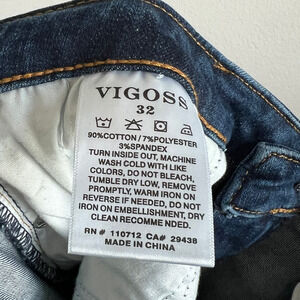 VIGOSS
32
90%COTTON / 7%POLYESTER
3%SPANDEX
TURN INSIDE OUT, MACHINE
WASH COLD WITH LIKE
COLORS, DO NOT BLEACH,
TUMBLE DRY LOW, REMOVE
PROMPTLY, WARM IRON ON
REVERSE IF NEEDED, DO NOT
IRON ON EMBELLISHMENT, DRY
CLEAN RECOMMENDED.
RN# 110712 CA# 29438
MADE IN CHINA